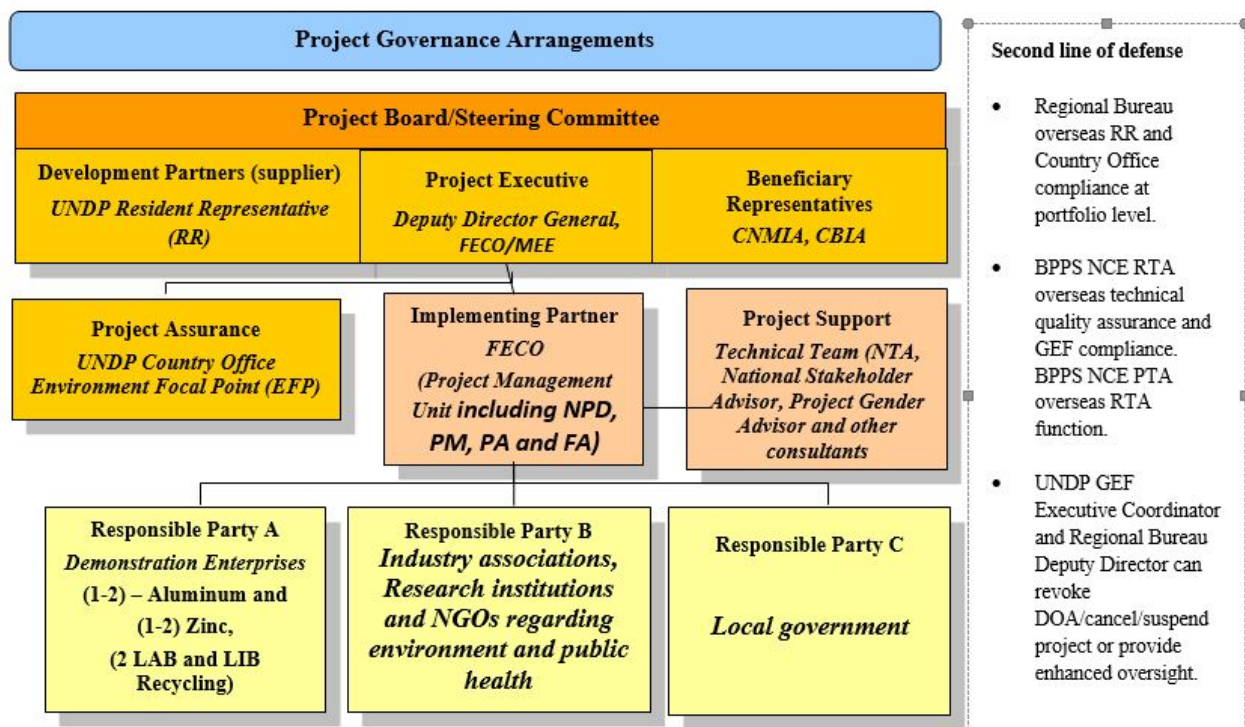 Project Governance Arrangements
Project Board/Steering Committee
Development Partners (supplier)
UNDP Resident Representative
(RR)
Project Executive
Deputy Director General,
FECO/MEE
Beneficiary
Representatives
CNMIA, CBIA
Project Assurance
UNDP Country Office
Environment Focal Point (EFP)
Implementing Partner
FECO
(Project Management
Unit including NPD,
PM, PA and FA)
Project Support
Technical Team (NTA,
National Stakeholder
Advisor, Project Gender
Advisor and other
consultants
Responsible Party A
Demonstration Enterprises
(1-2) – Aluminum and
(1-2) Zinc,
(2 LAB and LIB
Recycling)
Responsible Party B
Industry associations,
Research institutions
and NGOs regarding
environment and public
health
Responsible Party C
Local government
Second line of defense
• Regional Bureau
overseas RR and
Country Office
compliance at
portfolio level.
• BPPS NCE RTA
overseas technical
quality assurance and
GEF compliance.
BPPS NCE PTA
overseas RTA
function.
• UNDP GEF
Executive Coordinator
and Regional Bureau
Deputy Director can
revoke
DOA/cancel/suspend
project or provide
enhanced oversight.